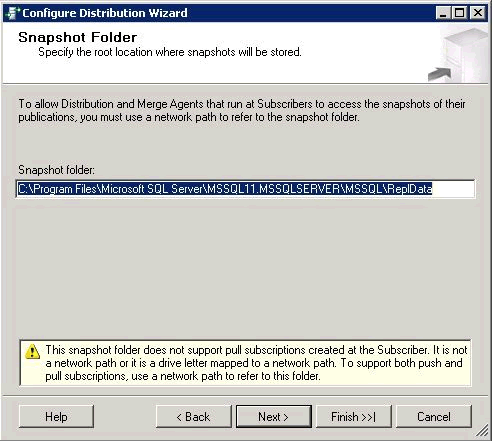 Configure Distribution Wizard
Snapshot Folder
Specify the root location where snapshots will be stored.
To allow Distribution and Merge Agents that run at Subscribers to access the snapshots of their
publications, you must use a network path to refer to the snapshot folder.
Snapshot folder:
C:\Program Files\Microsoft SQL Server\MSSQL11.MSSQLSERVER\MSSQL\ReplData
This snapshot folder does not support pull subscriptions created at the Subscriber. It is not
a network path or it is a drive letter mapped to a network path. To support both push and
pull subscriptions, use a network path to refer to this folder.
Help
< Back
Next >
Finish >>|
Cancel